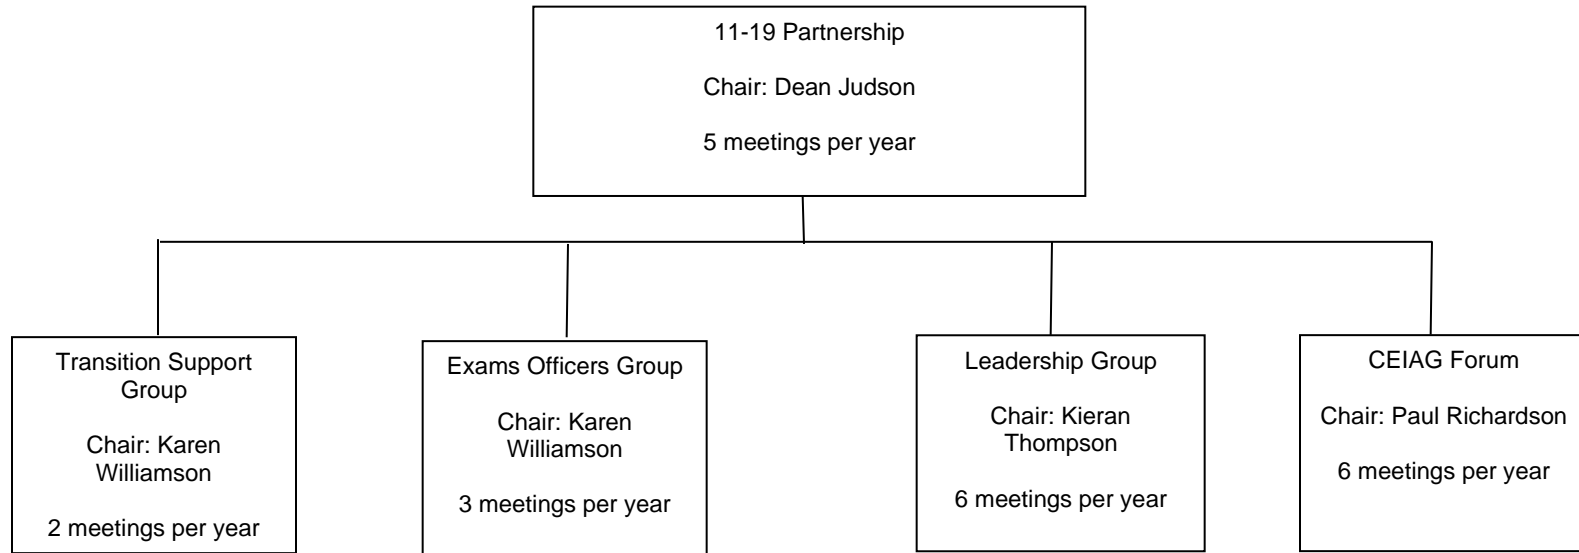 11-19 Partnership
Chair: Dean Judson
5 meetings per year
Transition Support
Group
Chair: Karen
Williamson
2 meetings per year
Exams Officers Group
Chair: Karen
Williamson
3 meetings per year
Leadership Group
Chair: Kieran
Thompson
6 meetings per year
CEIAG Forum
Chair: Paul Richardson
6 meetings per year